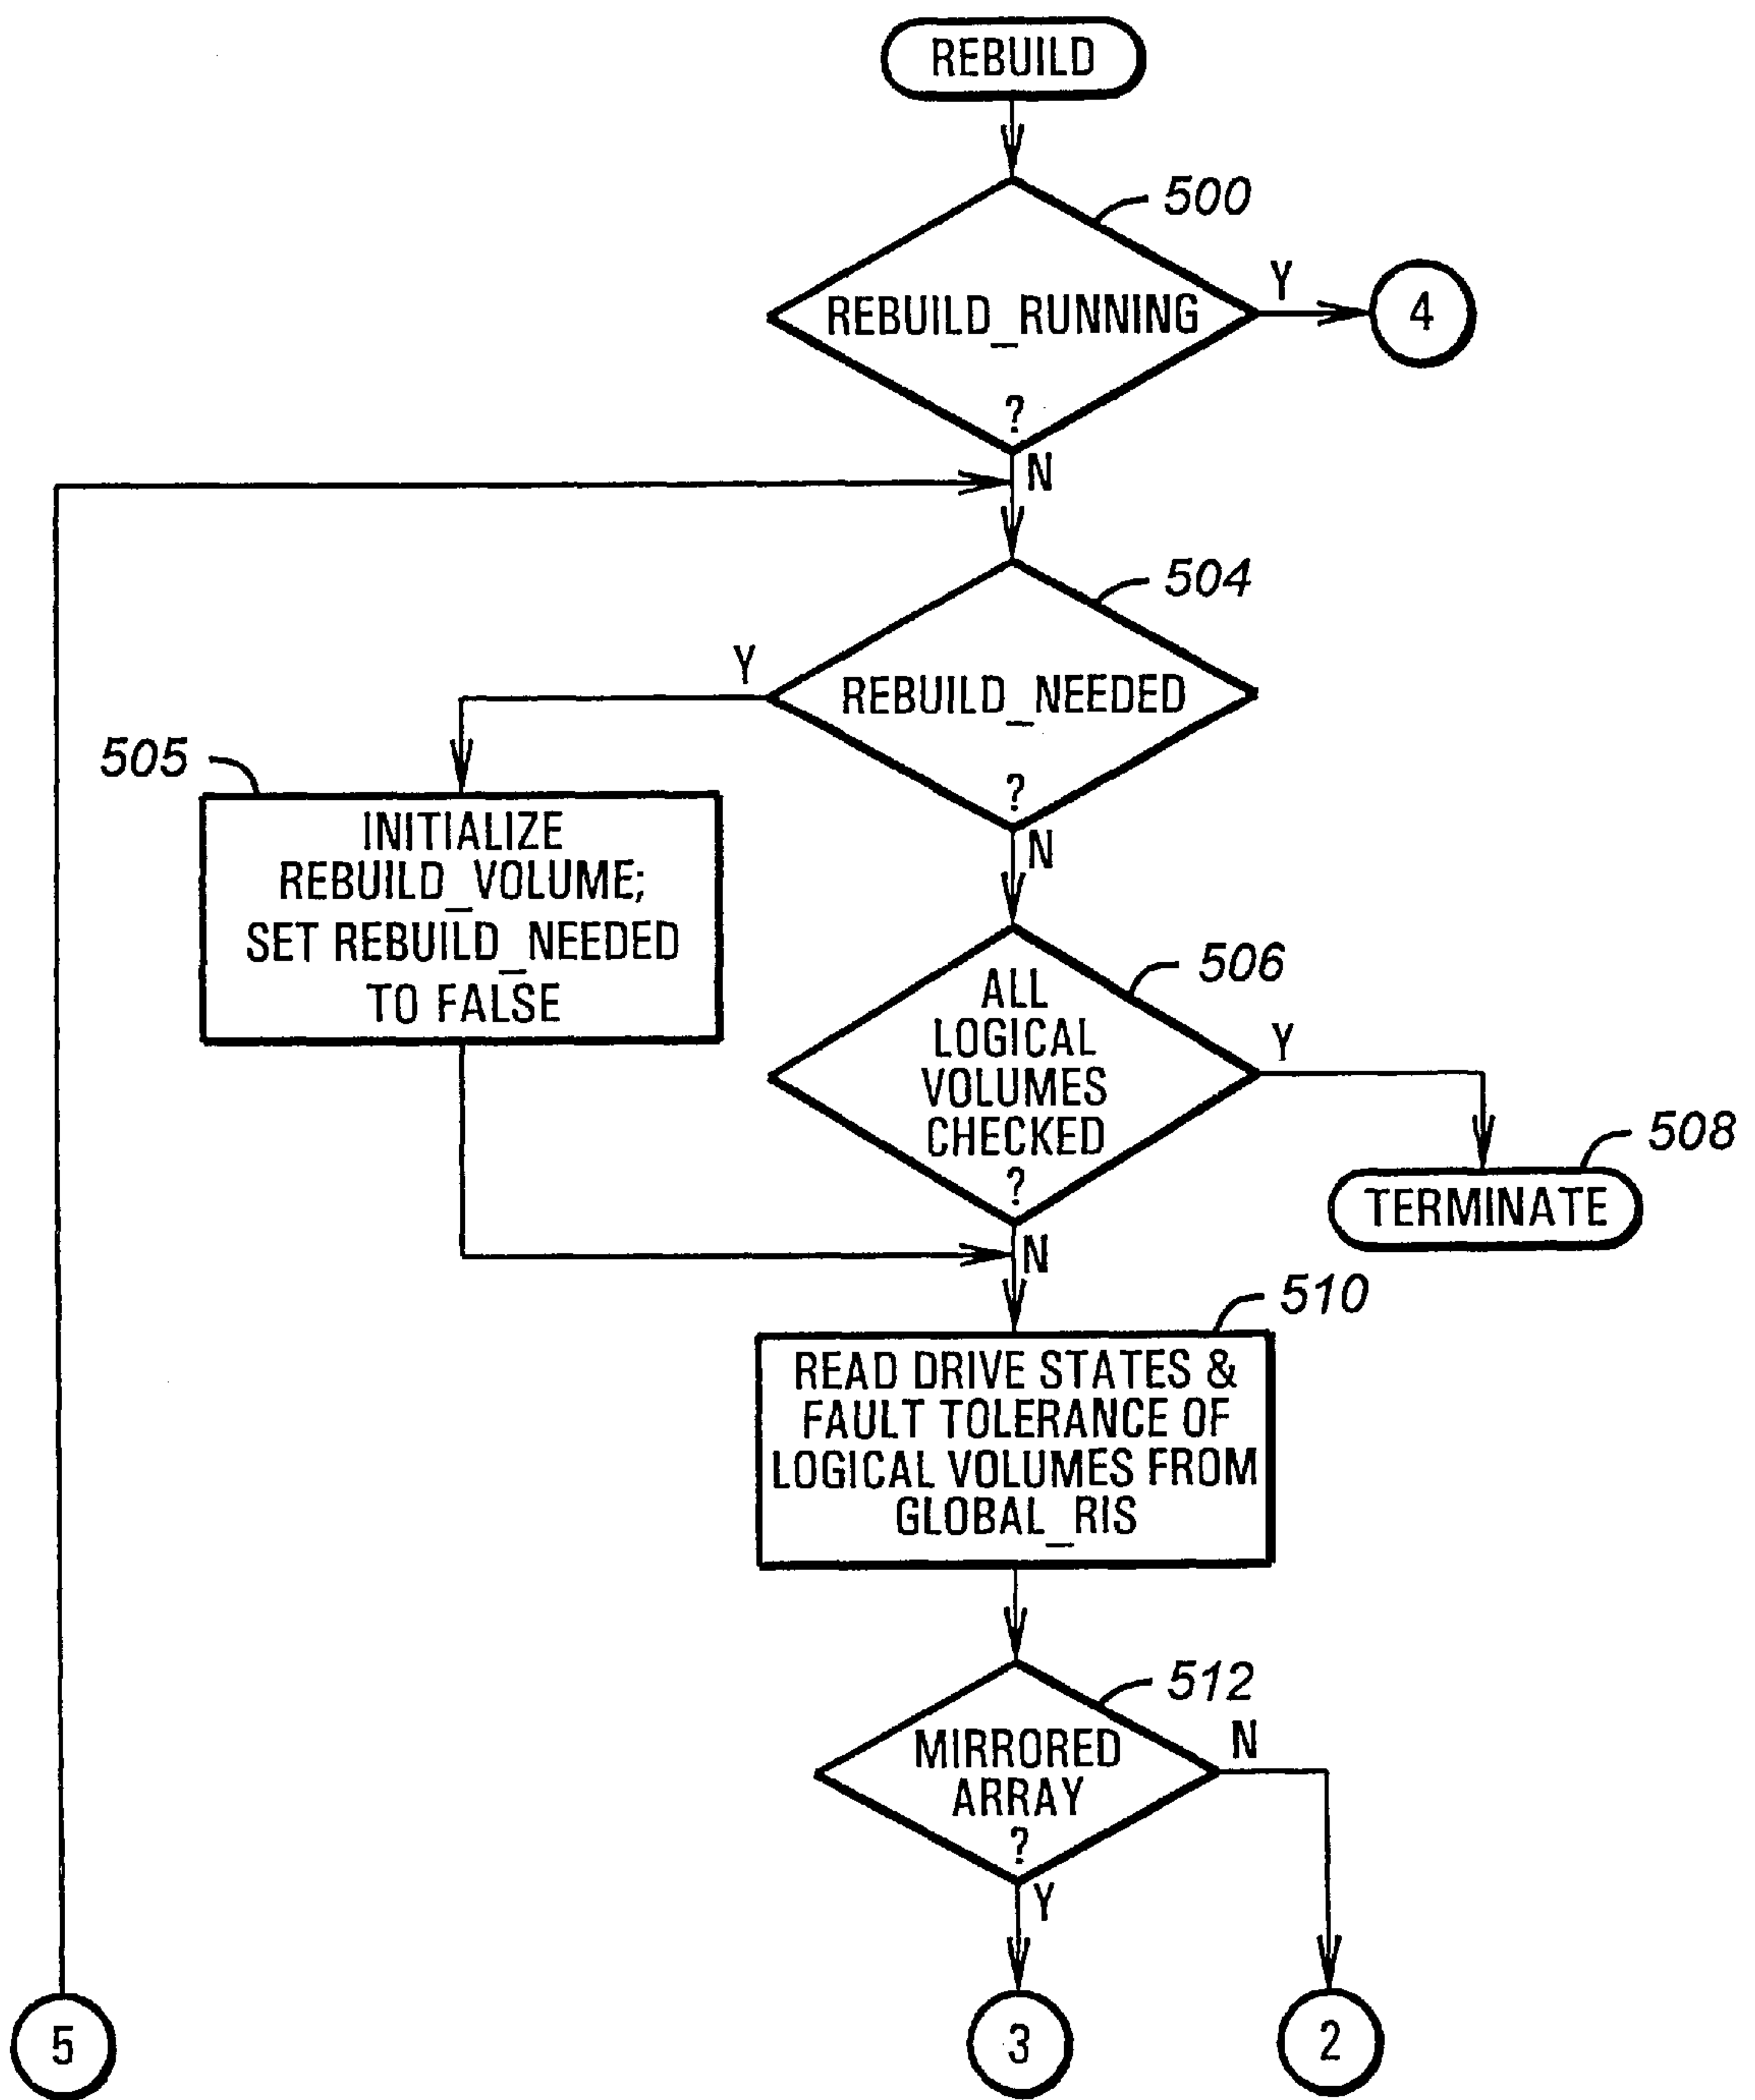 REBUILD
500
REBUILD_RUNNING
?
Y
4
N
504
REBUILD_NEEDED
?
Y
N
505
INITIALIZE
REBUILD_VOLUME;
SET REBUILD_NEEDED
TO FALSE
506
ALL
LOGICAL
VOLUMES
CHECKED
?
Y
508
TERMINATE
N
510
READ DRIVE STATES &
FAULT TOLERANCE OF
LOGICAL VOLUMES FROM
GLOBAL_RIS
512
MIRRORED
ARRAY
?
N
Y
5
3
2